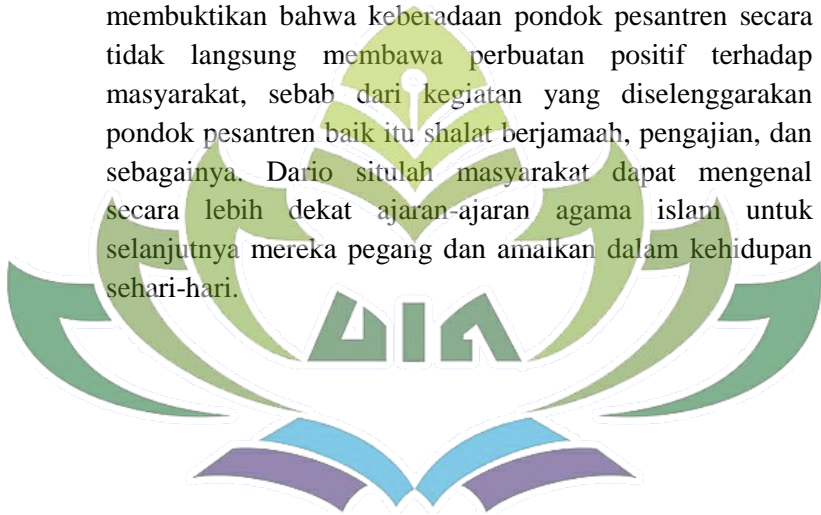 membuktikan bahwa keberadaan pondok pesantren secara
tidak langsung membawa perbuatan positif terhadap
masyarakat, sebab dari kegiatan yang diselenggarakan
pondok pesantren baik itu shalat berjamaah, pengajian, dan
sebagainya. Dario situlah masyarakat dapat mengenal
secara lebih dekat ajaran-ajaran agama islam untuk
selanjutnya mereka pegang dan amalkan dalam kehidupan
sehari-hari.
UIN